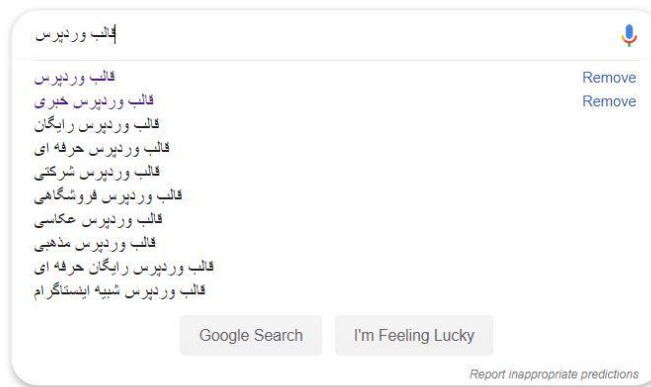 قالب وردپرس
قالب وردپرس Remove
قالب وردپرس خبری Remove
قالب وردپرس رایگان
قالب وردپرس حرفه ای
قالب وردپرس شرکتی
قالب وردپرس فروشگاهی
قالب وردپرس عکاسی
قالب وردپرس مذهبی
قالب وردپرس رایگان حرفه ای
قالب وردپرس شبیه اینستاگرام
Google Search I'm Feeling Lucky
Report inappropriate predictions